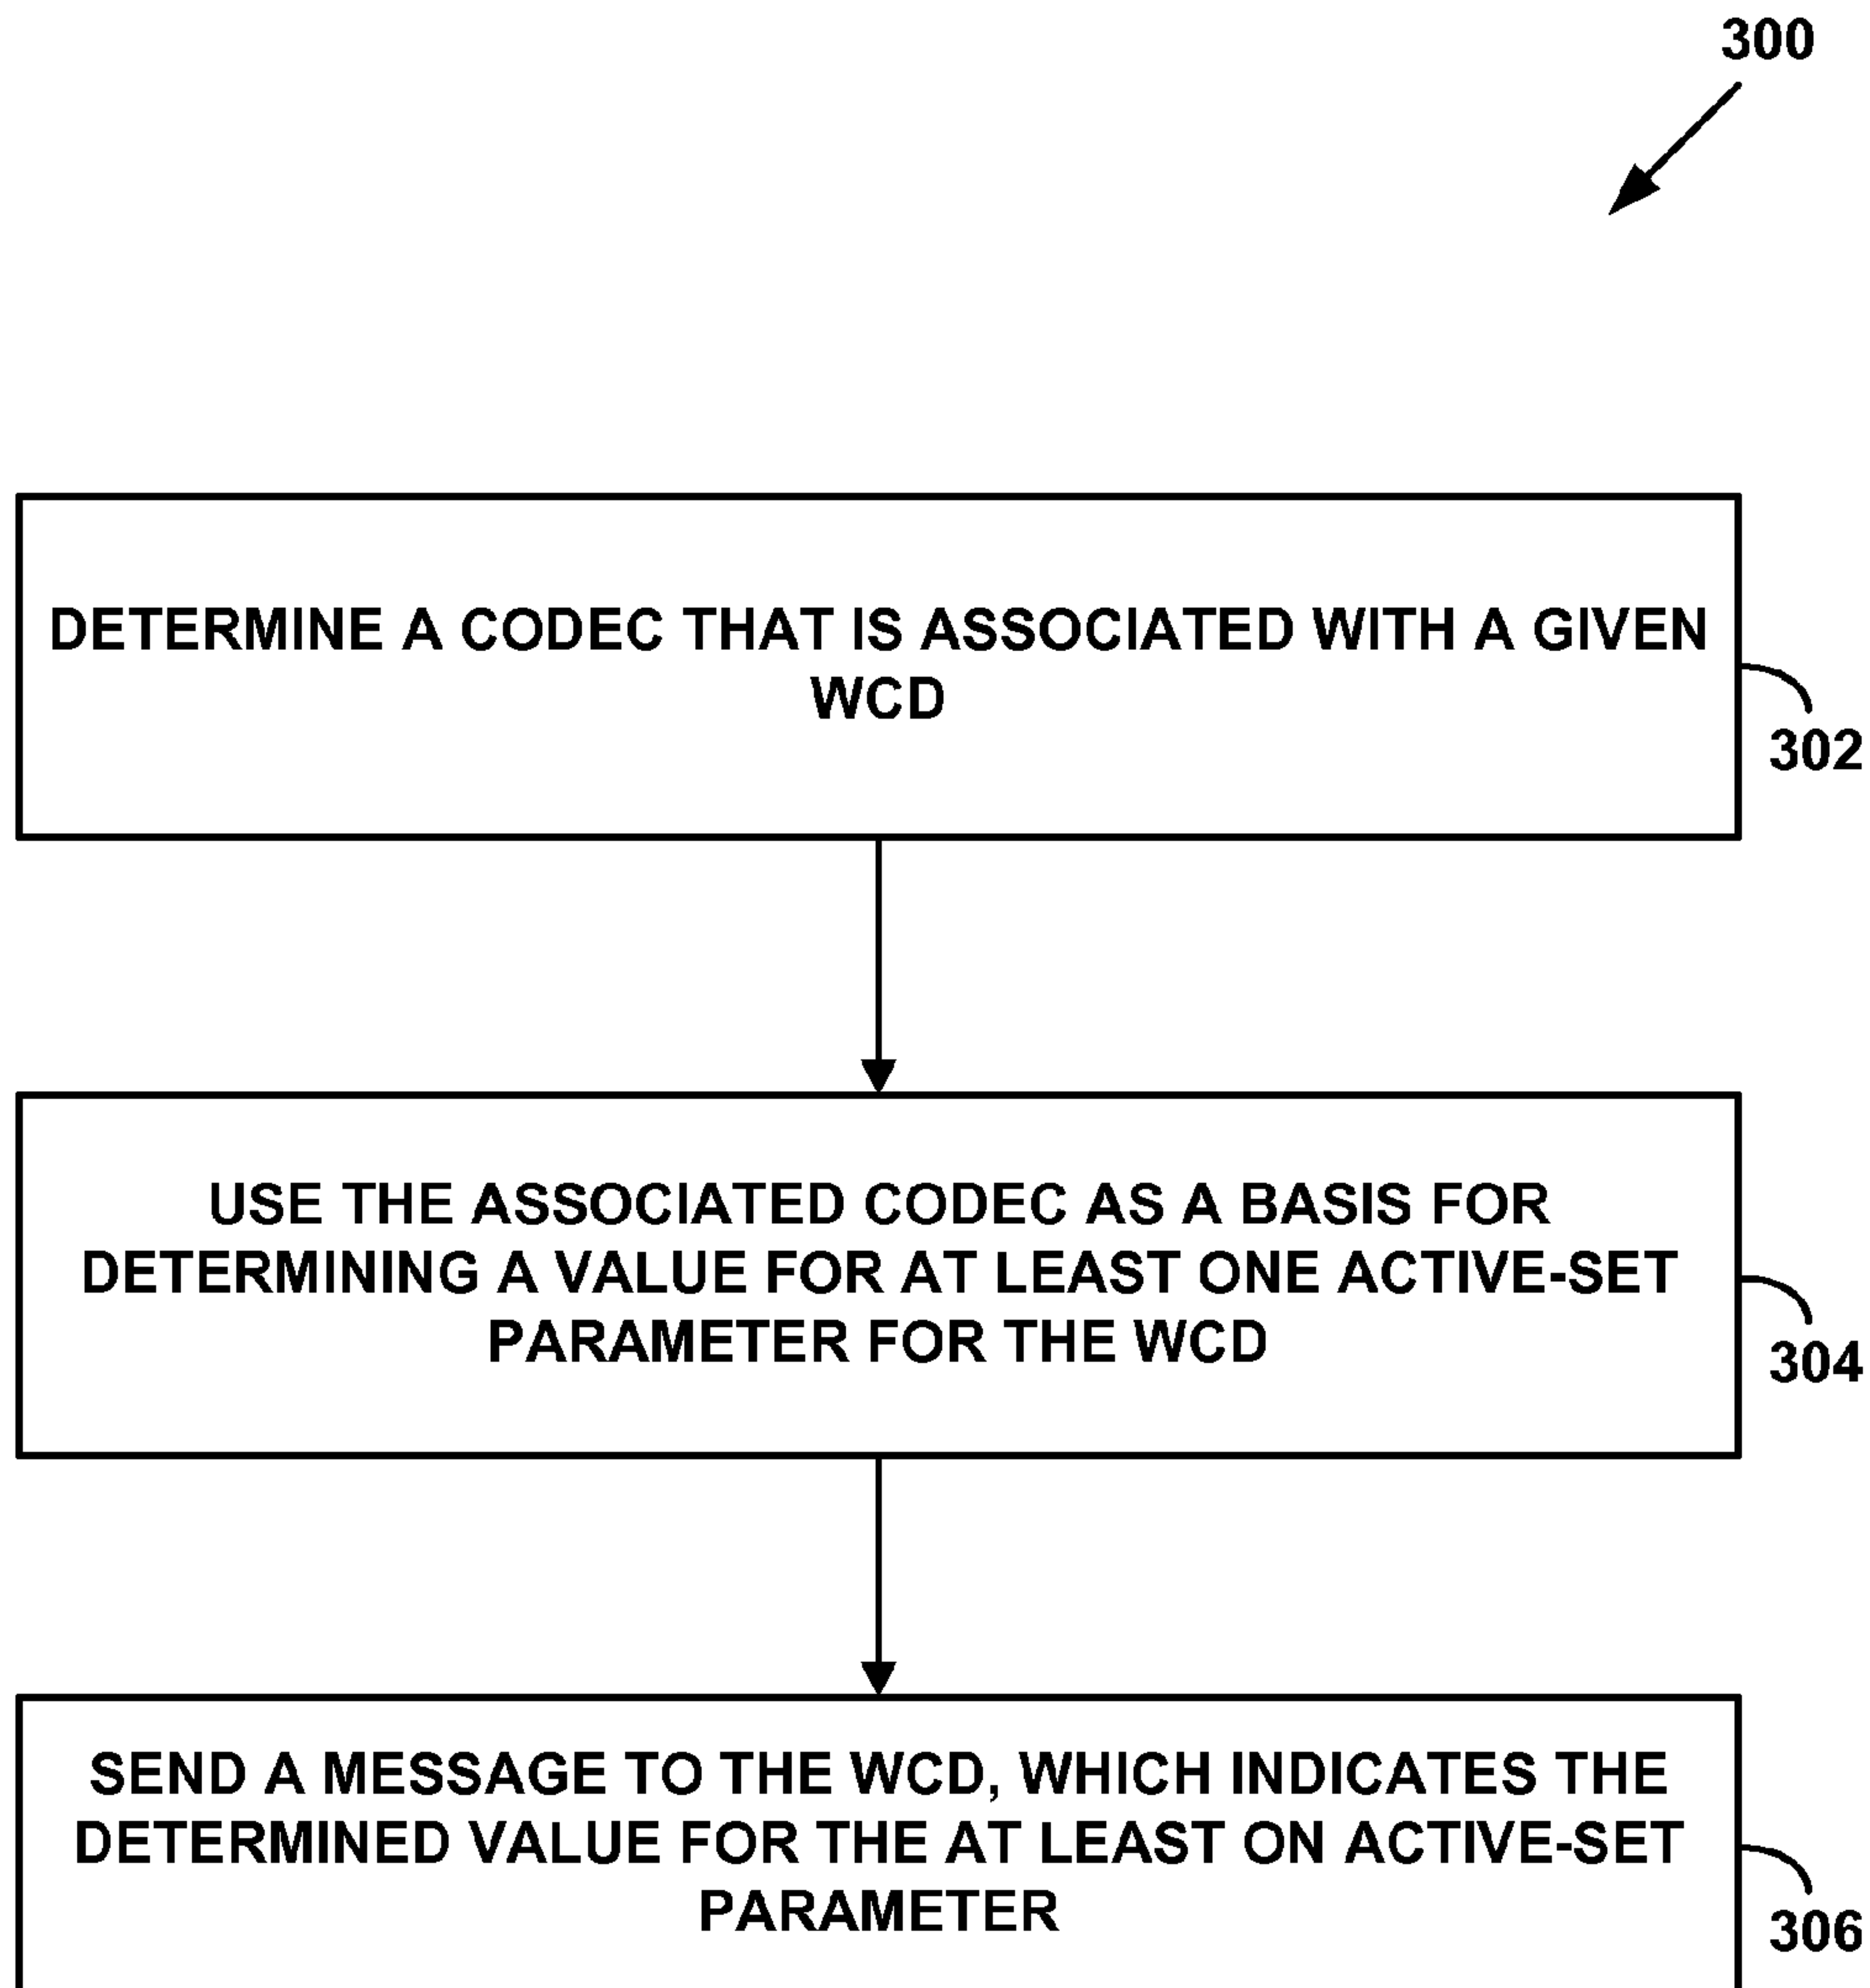 300
DETERMINE A CODEC THAT IS ASSOCIATED WITH A GIVEN
WCD
302
USE THE ASSOCIATED CODEC AS A BASIS FOR
DETERMINING A VALUE FOR AT LEAST ONE ACTIVE-SET
PARAMETER FOR THE WCD
304
SEND A MESSAGE TO THE WCD, WHICH INDICATES THE
DETERMINED VALUE FOR THE AT LEAST ON ACTIVE-SET
PARAMETER
306